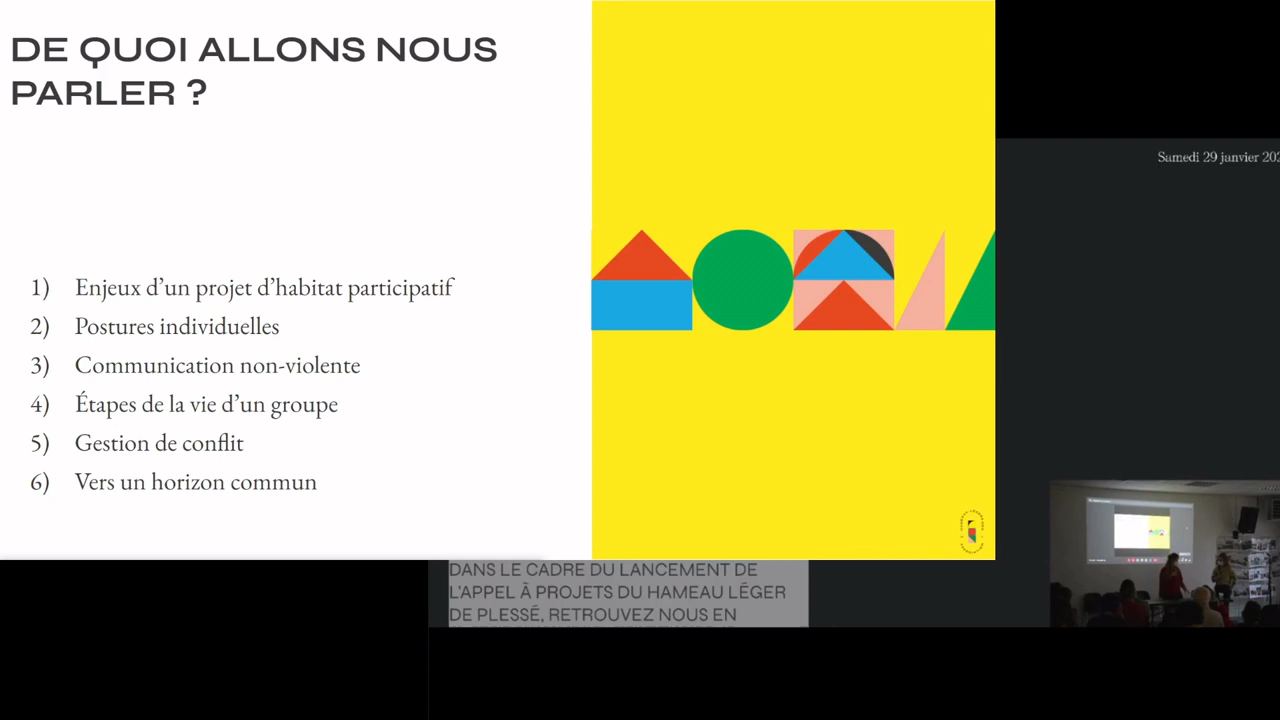 DE QUOI ALLONS NOUS
PARLER ?
1) Enjeux d’un projet d’habitat participatif
2) Postures individuelles
3) Communication non-violente
4) Étapes de la vie d’un groupe
5) Gestion de conflit
6) Vers un horizon commun
Samedi 29 janvier
DANS LE CADRE DU LANCEMENT DE
L’APPEL À PROJETS DU HAMEAU LÉGER
DE PLESSÉ, RETROUVEZ NOUS EN